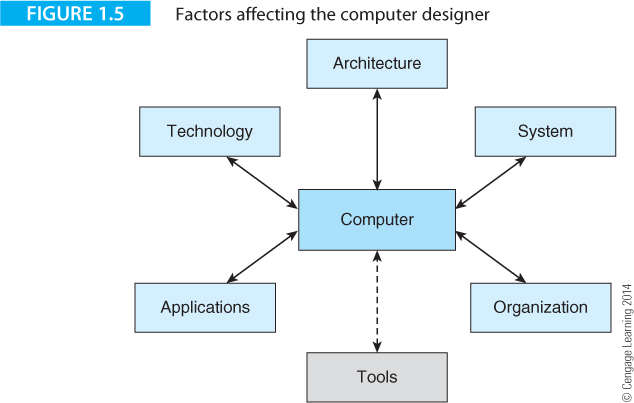 FIGURE 1.5 Factors affecting the computer designer
Architecture
Technology
System
Computer
Applications
Organization
Tools
© Cengage Learning 2014